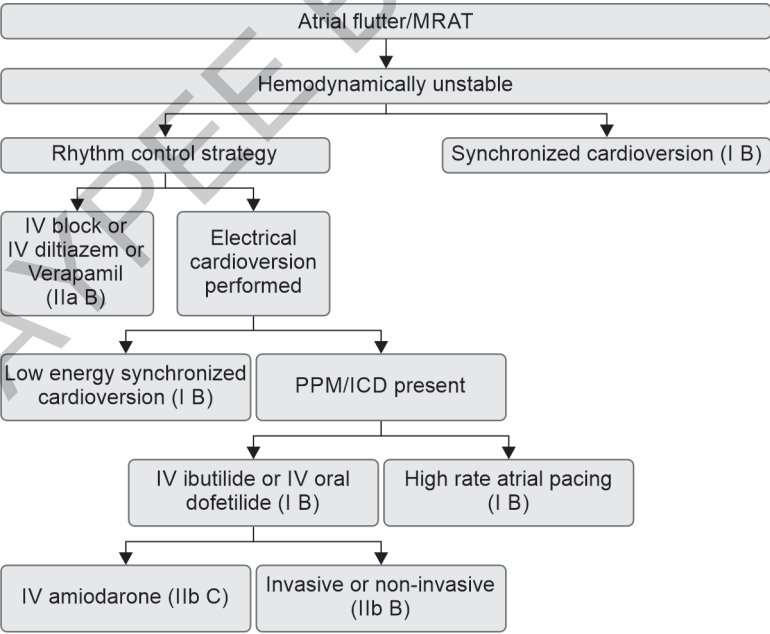 Atrial flutter/MRAT
Hemodynamically unstable
Rhythm control strategy
Synchronized cardioversion (I B)
IV block or
IV diltiazem or
Verapamil
(IIa B)
Electrical
cardioversion
performed
Low energy synchronized
cardioversion (I B)
PPM/ICD present
IV ibutilide or IV oral
dofetilide (I B)
High rate atrial pacing
(I B)
IV amiodarone (IIb C)
Invasive or non-invasive
(IIb B)
AYPEE B